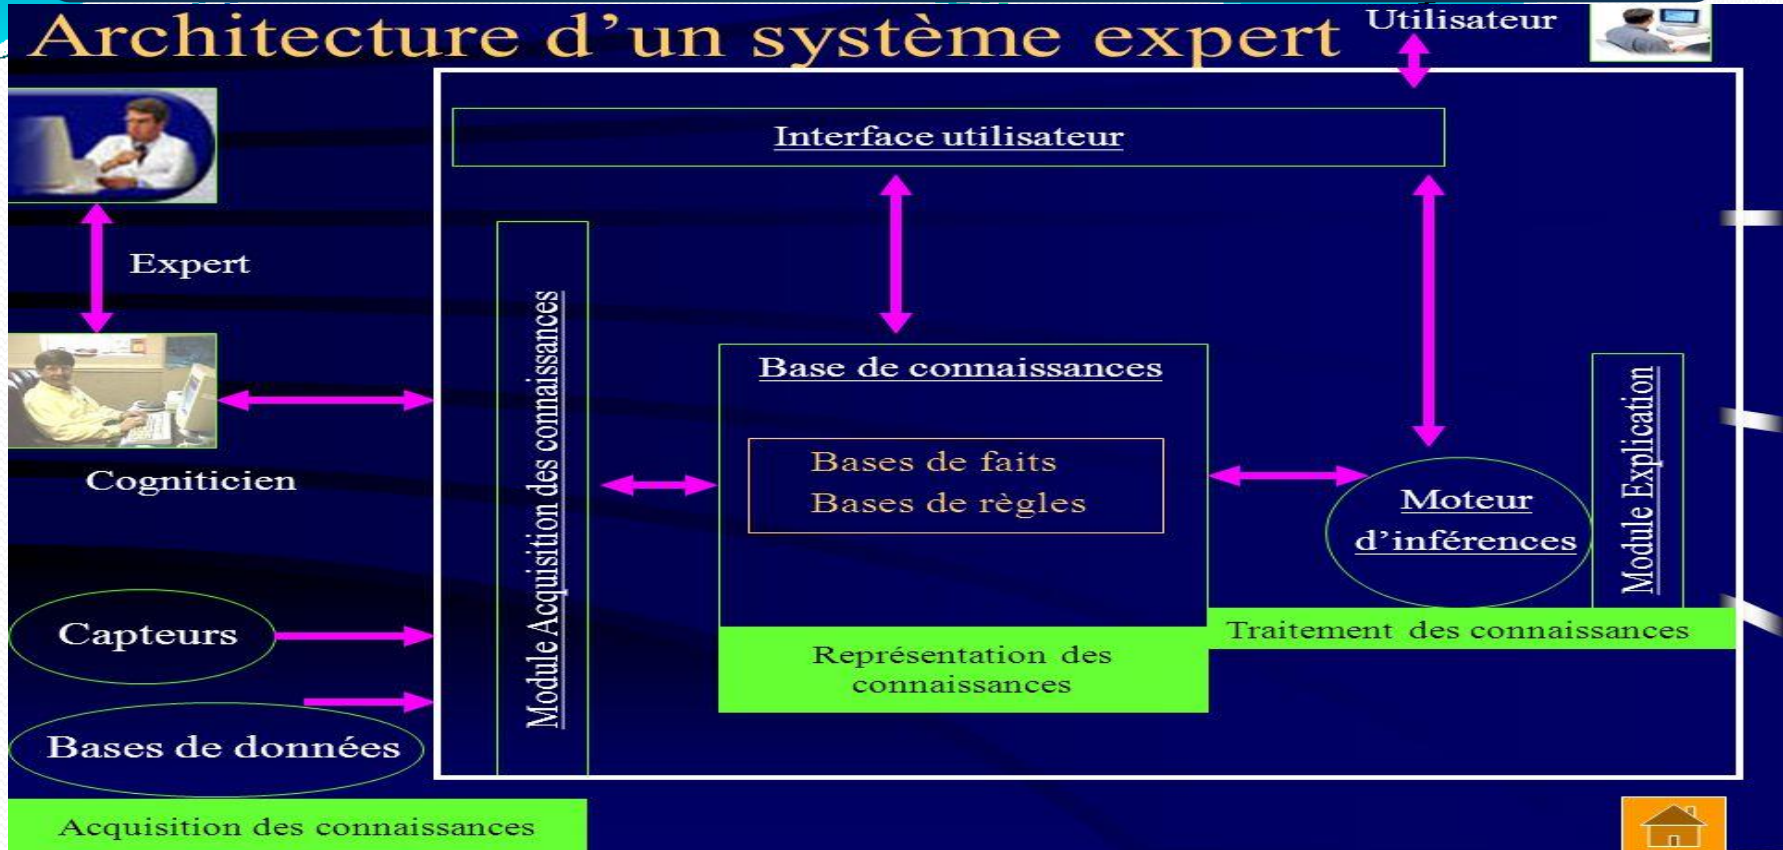 Architecture d'un système expert
Utilisateur
Interface utilisateur
Expert
Cogniticien
Capteurs
Bases de données
Acquisition des connaissances
Module Acquisition des connaissances
Base de connaissances
Bases de faits
Bases de règles
Représentation des
connaissances
Moteur
d'inférences
Module Explication
Traitement des connaissances